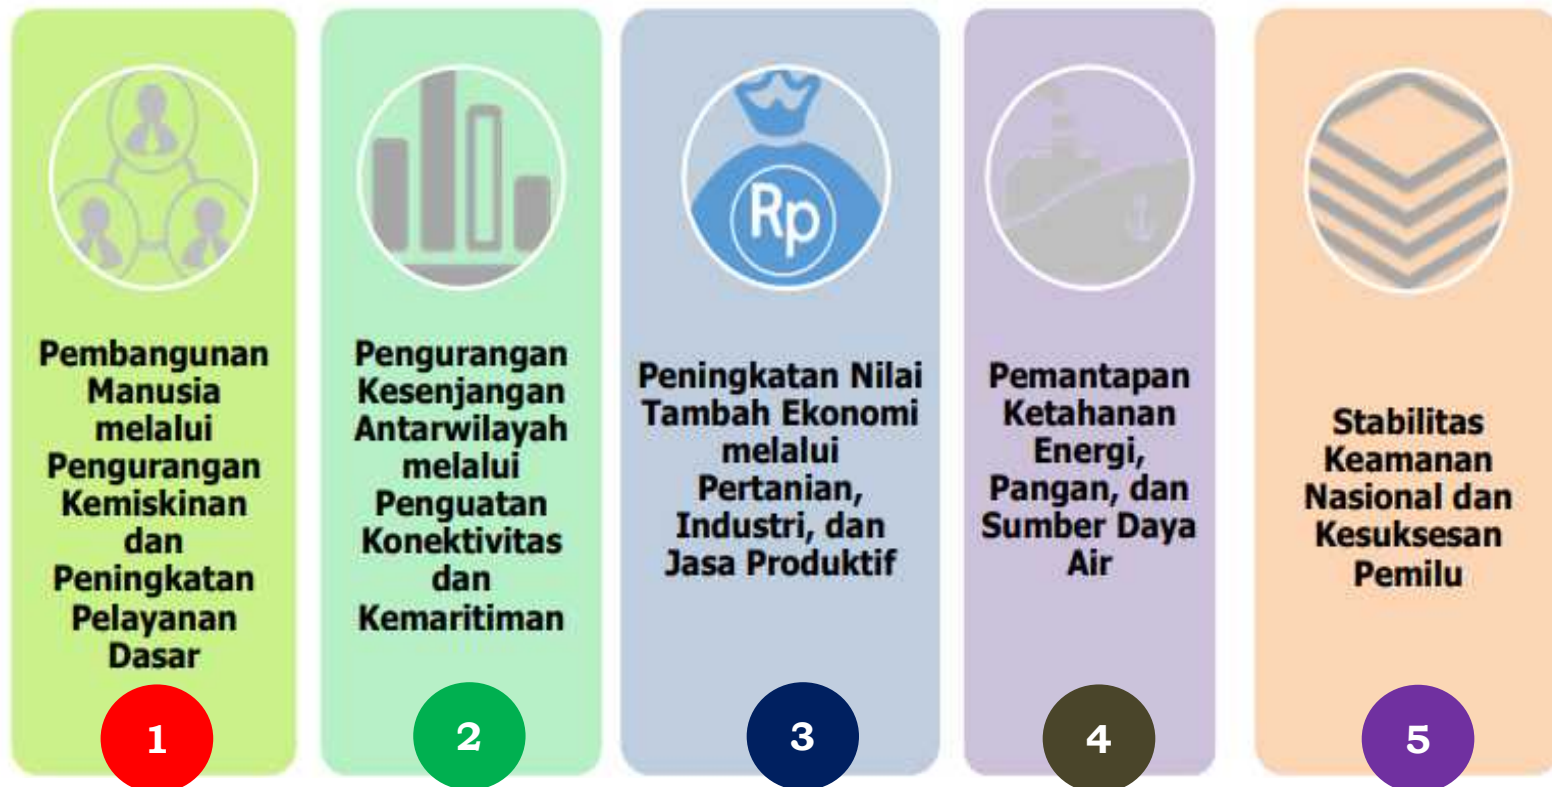 Pembangunan
Manusia
melalui
Pengurangan
Kemiskinan
dan
Peningkatan
Pelayanan
Dasar
1
Pengurangan
Kesenjangan
Antarwilayah
melalui
Penguatan
Konektivitas
dan
Kemaritiman
2
Rp
Peningkatan Nilai
Tambah Ekonomi
melalui
Pertanian,
Industri, dan
Jasa Produktif
3
Pemantapan
Ketahanan
Energi,
Pangan, dan
Sumber Daya
Air
4
Stabilitas
Keamanan
Nasional dan
Kesuksesan
Pemilu
5